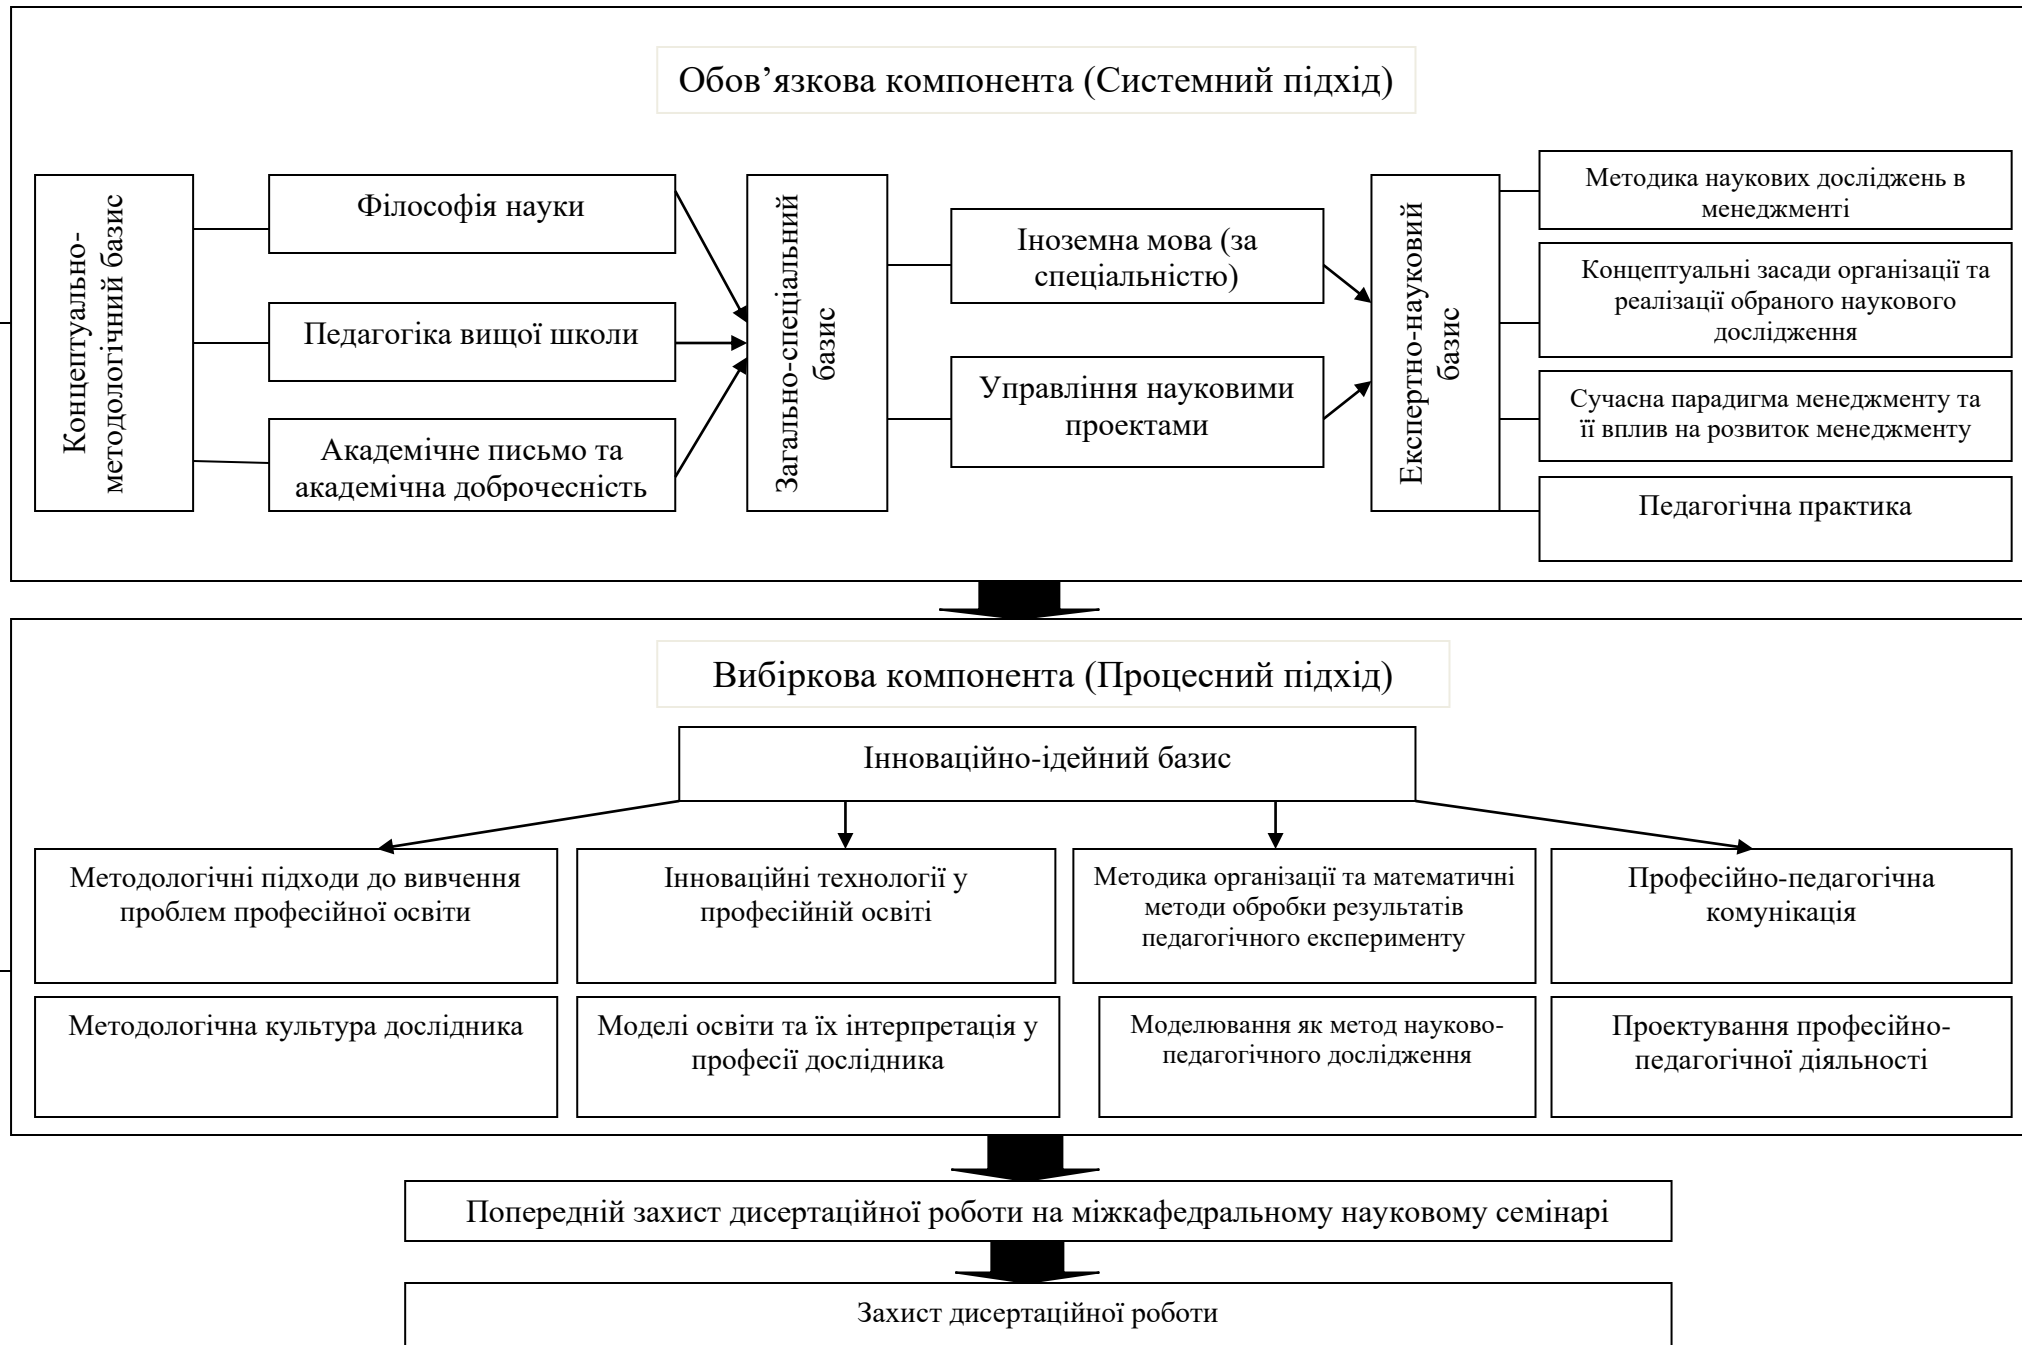 Обов’язкова компонента (Системний підхід)
Концептуально-
методологічний базис
Філософія науки
Педагогіка вищої школи
Академічне письмо та
академічна доброчесність
Загально-спеціальний
базис
Іноземна мова (за
спеціальністю)
Управління науковими
проектами
Експертно-науковий
базис
Методика наукових досліджень в
менеджменті
Концептуальні засади організації та
реалізації обраного наукового
дослідження
Сучасна парадигма менеджменту та
її вплив на розвиток менеджменту
Педагогічна практика
Вибіркова компонента (Процесний підхід)
Інноваційно-ідейний базис
Методологічні підходи до вивчення
проблем професійної освіти
Інноваційні технології у
професійній освіті
Методика організації та математичні
методи обробки результатів
педагогічного експерименту
Професійно-педагогічна
комунікація
Методологічна культура дослідника
Моделі освіти та їх інтерпретація у
професії дослідника
Моделювання як метод науково-
педагогічного дослідження
Проектування професійно-
педагогічної діяльності
Попередній захист дисертаційної роботи на міжкафедральному науковому семінарі
Захист дисертаційної роботи